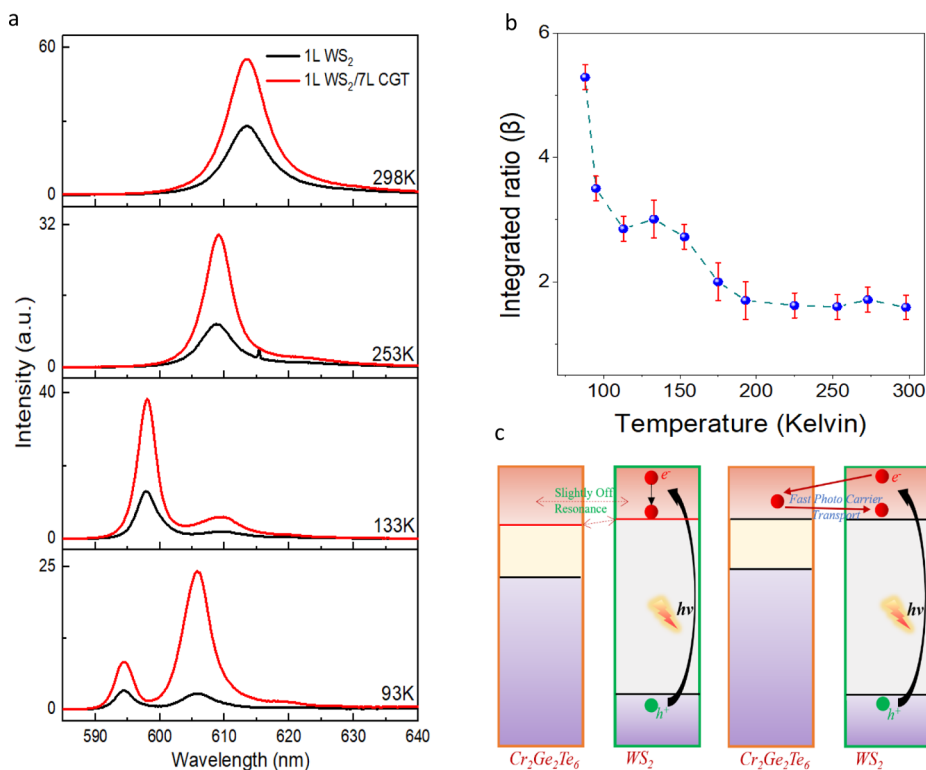 a
1L WS2
1L WS2/7L CGT
60
0
298K
32
0
253K
40
0
133K
25
0
93K
590 600 610 620 630 640
Wavelength (nm)
Intensity (a.u.)
b
6
4
2
Integrated ratio (β)
100 150 200 250 300
Temperature (Kelvin)
c
Slightly Off
Resonance
e-
hν
h+
Cr2Ge2Te6
WS2
e-
Fast Photo Carrier
Transport
hν
h+
Cr2Ge2Te6
WS2